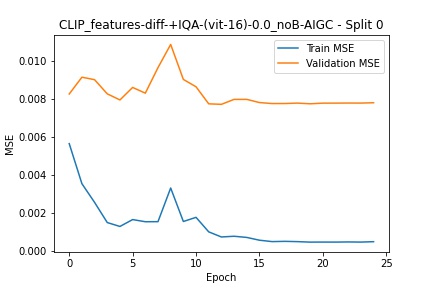 CLIP_features-diff-+IQA-(vit-16)-0.0_noB-AIGC - Split 0
Train MSE
Validation MSE
0.010
0.008
0.006
0.004
0.002
0.000
MSE
0 5 10 15 20 25
Epoch